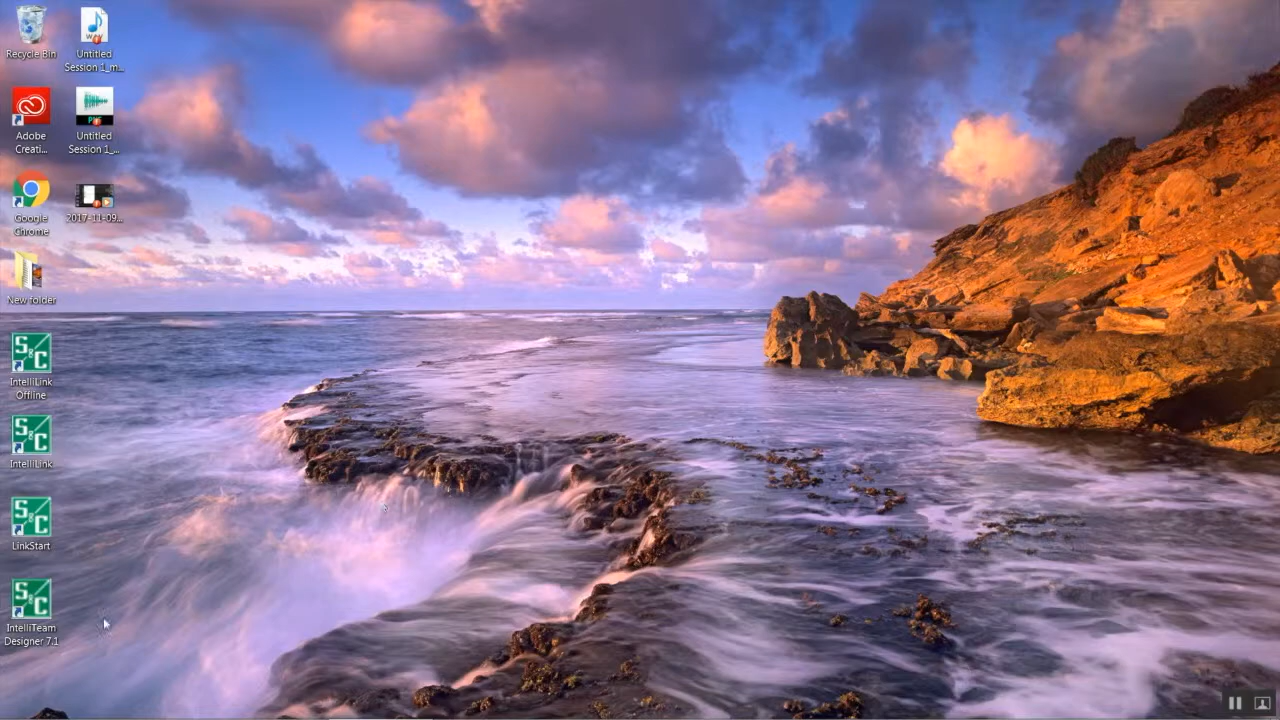 Recycle Bin
Untitled
Session 1_m...
Adobe
Creati...
Untitled
Session 1_...
Google
Chrome
2017-11-09...
New folder
S&C
IntelliLink
Offline
S&C
IntelliLink
S&C
LinkStart
S&C
IntelliTeam
Designer 7.1